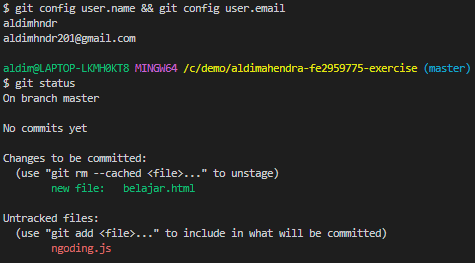 $ git config user.name && git config user.email
aldimhndr
aldimhndr201@gmail.com
aldim@LAPTOP-LKMH0KT8 MINGW64 /c/demo/aldimahendra-fe2959775-exercise (master)
$ git status
On branch master
No commits yet
Changes to be committed:
(use "git rm --cached <file>..." to unstage)
new file:   belajar.html
Untracked files:
(use "git add <file>..." to include in what will be committed)
ngoding.js